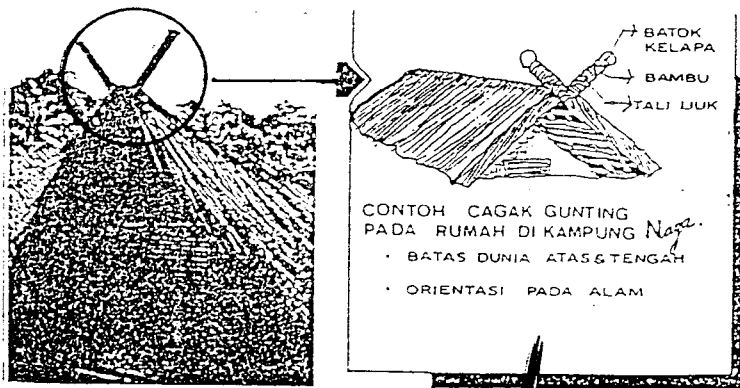 BATOK
KELAPA
BAMBU
TALI IJUK
CONTOH CAGAK GUNTING
PADA RUMAH DI KAMPUNG Naga.
• BATAS DUNIA ATAS & TENGAH
• ORIENTASI PADA ALAM